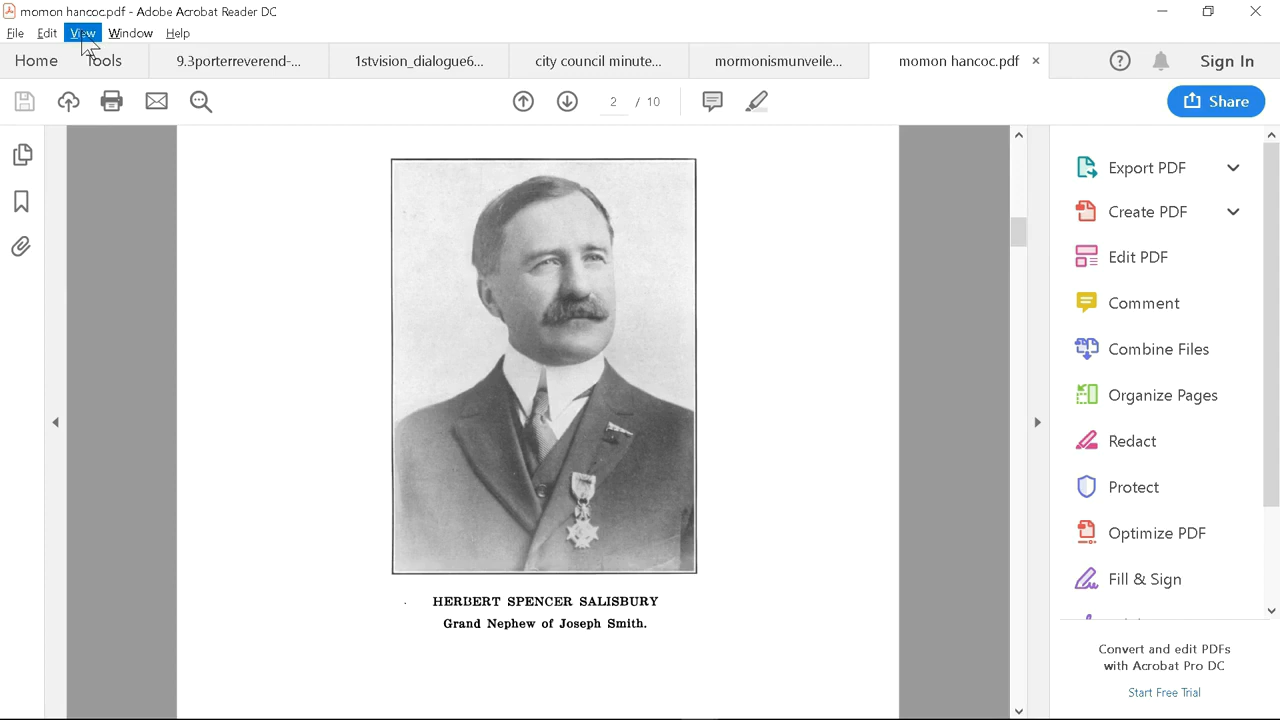 momon hancoc.pdf - Adobe Acrobat Reader DC
File Edit View Window Help
Home Tools 9.3porterreverend-... 1stvision_dialogue6... city council minute... mormonismunveile... momon hancoc.pdf × Sign In
2 / 10 Share
Export PDF
Create PDF
Edit PDF
Comment
Combine Files
Organize Pages
Redact
Protect
Optimize PDF
Fill & Sign
Convert and edit PDFs
with Acrobat Pro DC
Start Free Trial
HERBERT SPENCER SALISBURY
Grand Nephew of Joseph Smith.